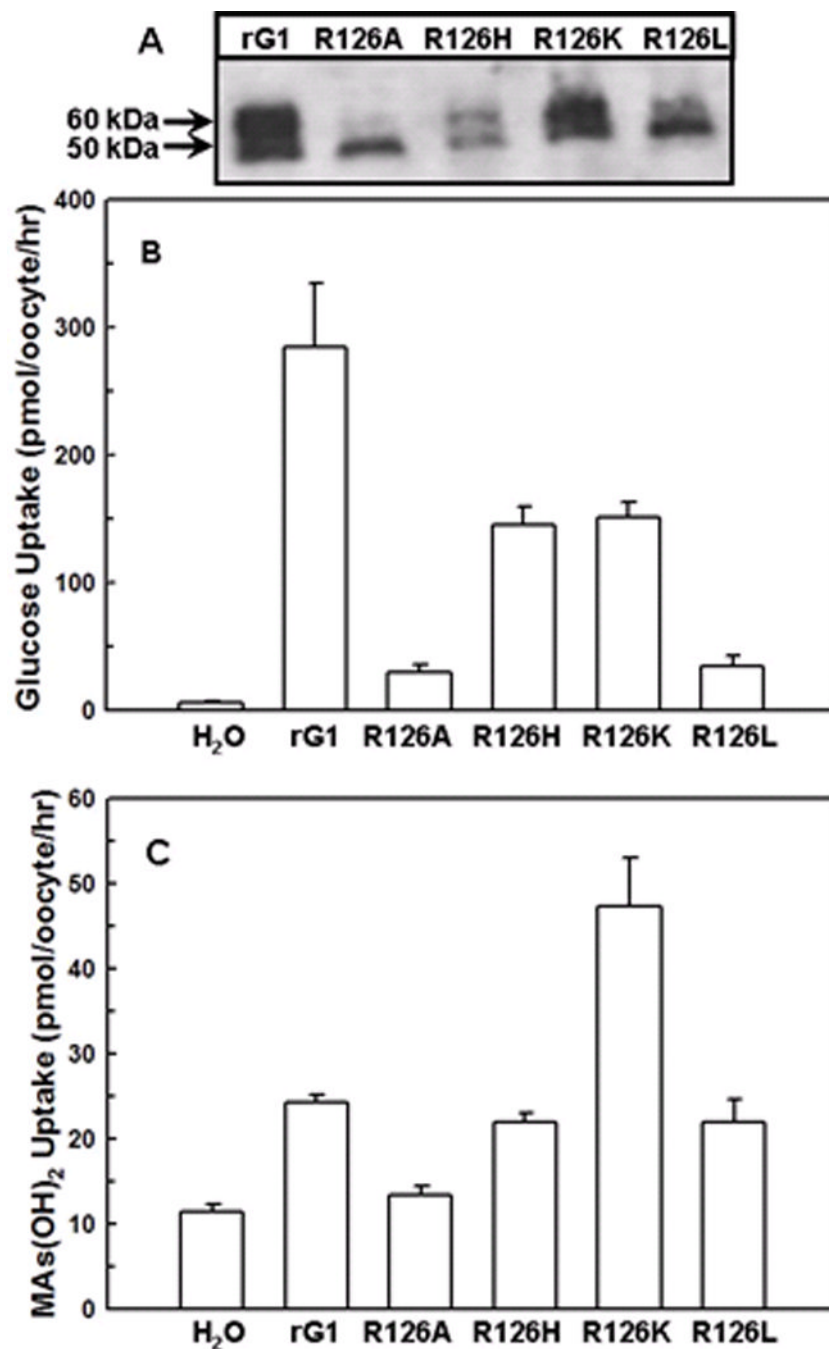 A
rG1 R126A R126H R126K R126L
60 kDa
50 kDa
B
Glucose Uptake (pmol/oocyte/hr)
400
300
200
100
0
H₂O rG1 R126A R126H R126K R126L
C
MAs(OH)₂ Uptake (pmol/oocyte/hr)
60
50
40
30
20
10
0
H₂O rG1 R126A R126H R126K R126L